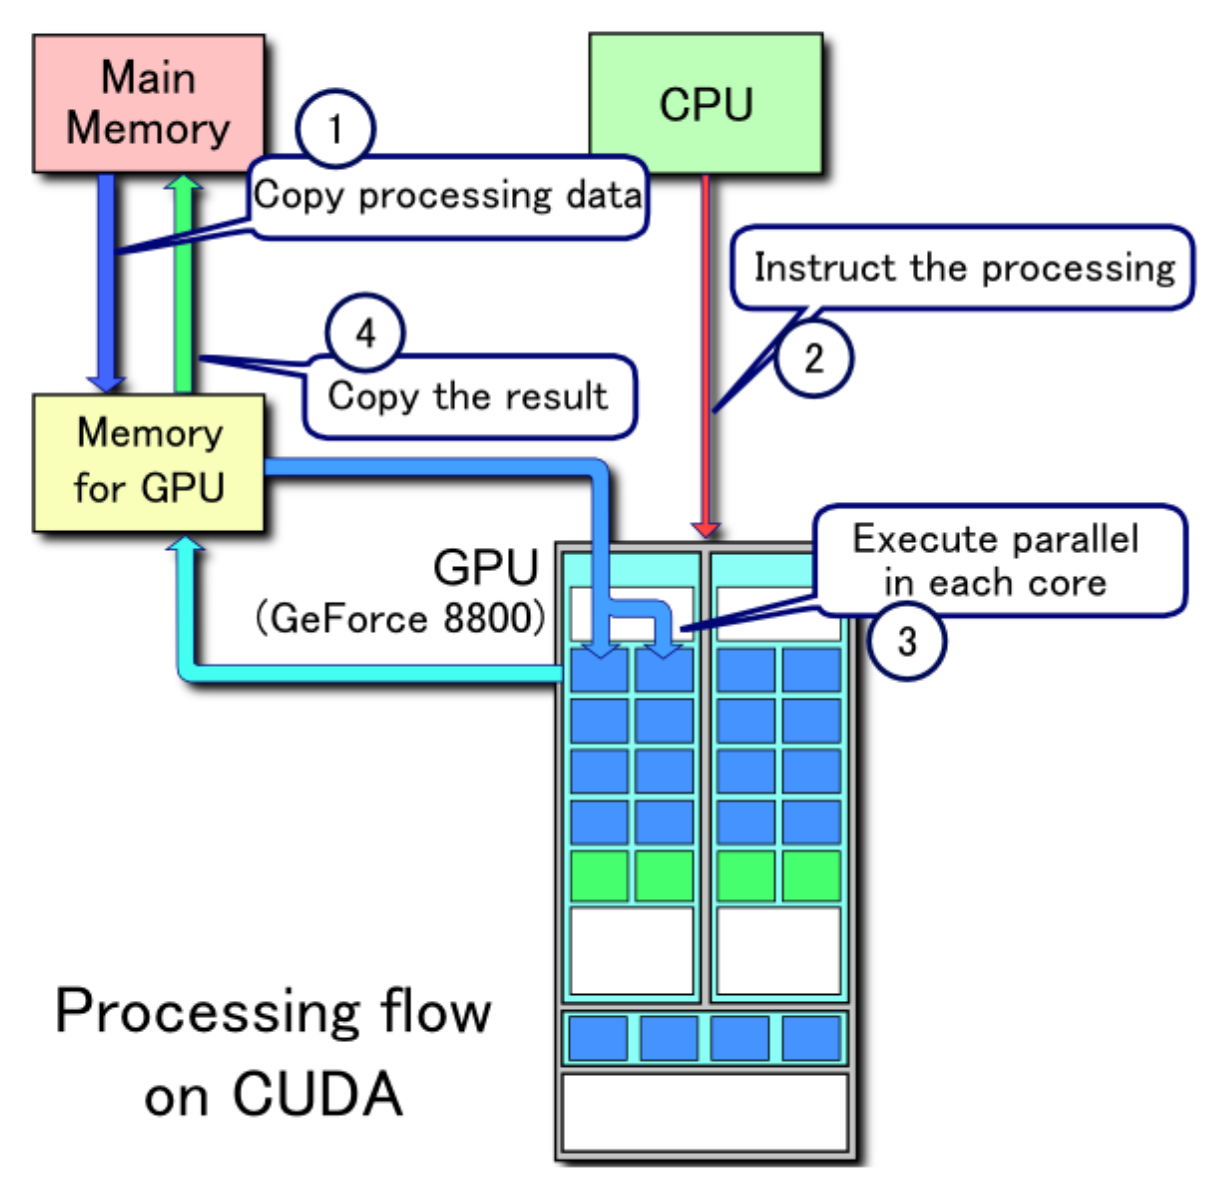 Main
Memory
CPU
1
Copy processing data
Instruct the processing
2
4
Copy the result
Memory
for GPU
GPU
(GeForce 8800)
Execute parallel
in each core
3
Processing flow
on CUDA